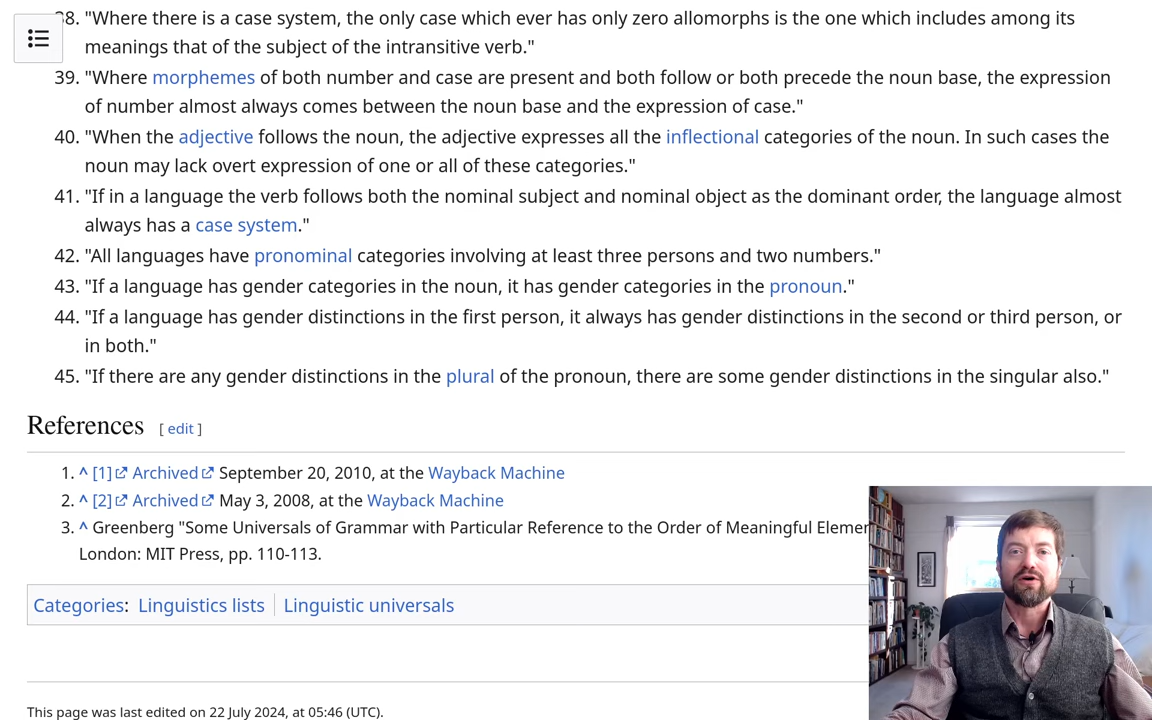 38. "Where there is a case system, the only case which ever has only zero allomorphs is the one which includes among its
meanings that of the subject of the intransitive verb."
39. "Where morphemes of both number and case are present and both follow or both precede the noun base, the expression
of number almost always comes between the noun base and the expression of case."
40. "When the adjective follows the noun, the adjective expresses all the inflectional categories of the noun. In such cases the
noun may lack overt expression of one or all of these categories."
41. "If in a language the verb follows both the nominal subject and nominal object as the dominant order, the language almost
always has a case system."
42. "All languages have pronominal categories involving at least three persons and two numbers."
43. "If a language has gender categories in the noun, it has gender categories in the pronoun."
44. "If a language has gender distinctions in the first person, it always has gender distinctions in the second or third person, or
in both."
45. "If there are any gender distinctions in the plural of the pronoun, there are some gender distinctions in the singular also."
References [ edit ]
1. ^ [1] Archived September 20, 2010, at the Wayback Machine
2. ^ [2] Archived May 3, 2008, at the Wayback Machine
3. ^ Greenberg "Some Universals of Grammar with Particular Reference to the Order of Meaningful Elemer
London: MIT Press, pp. 110-113.
Categories: Linguistics lists | Linguistic universals
This page was last edited on 22 July 2024, at 05:46 (UTC).